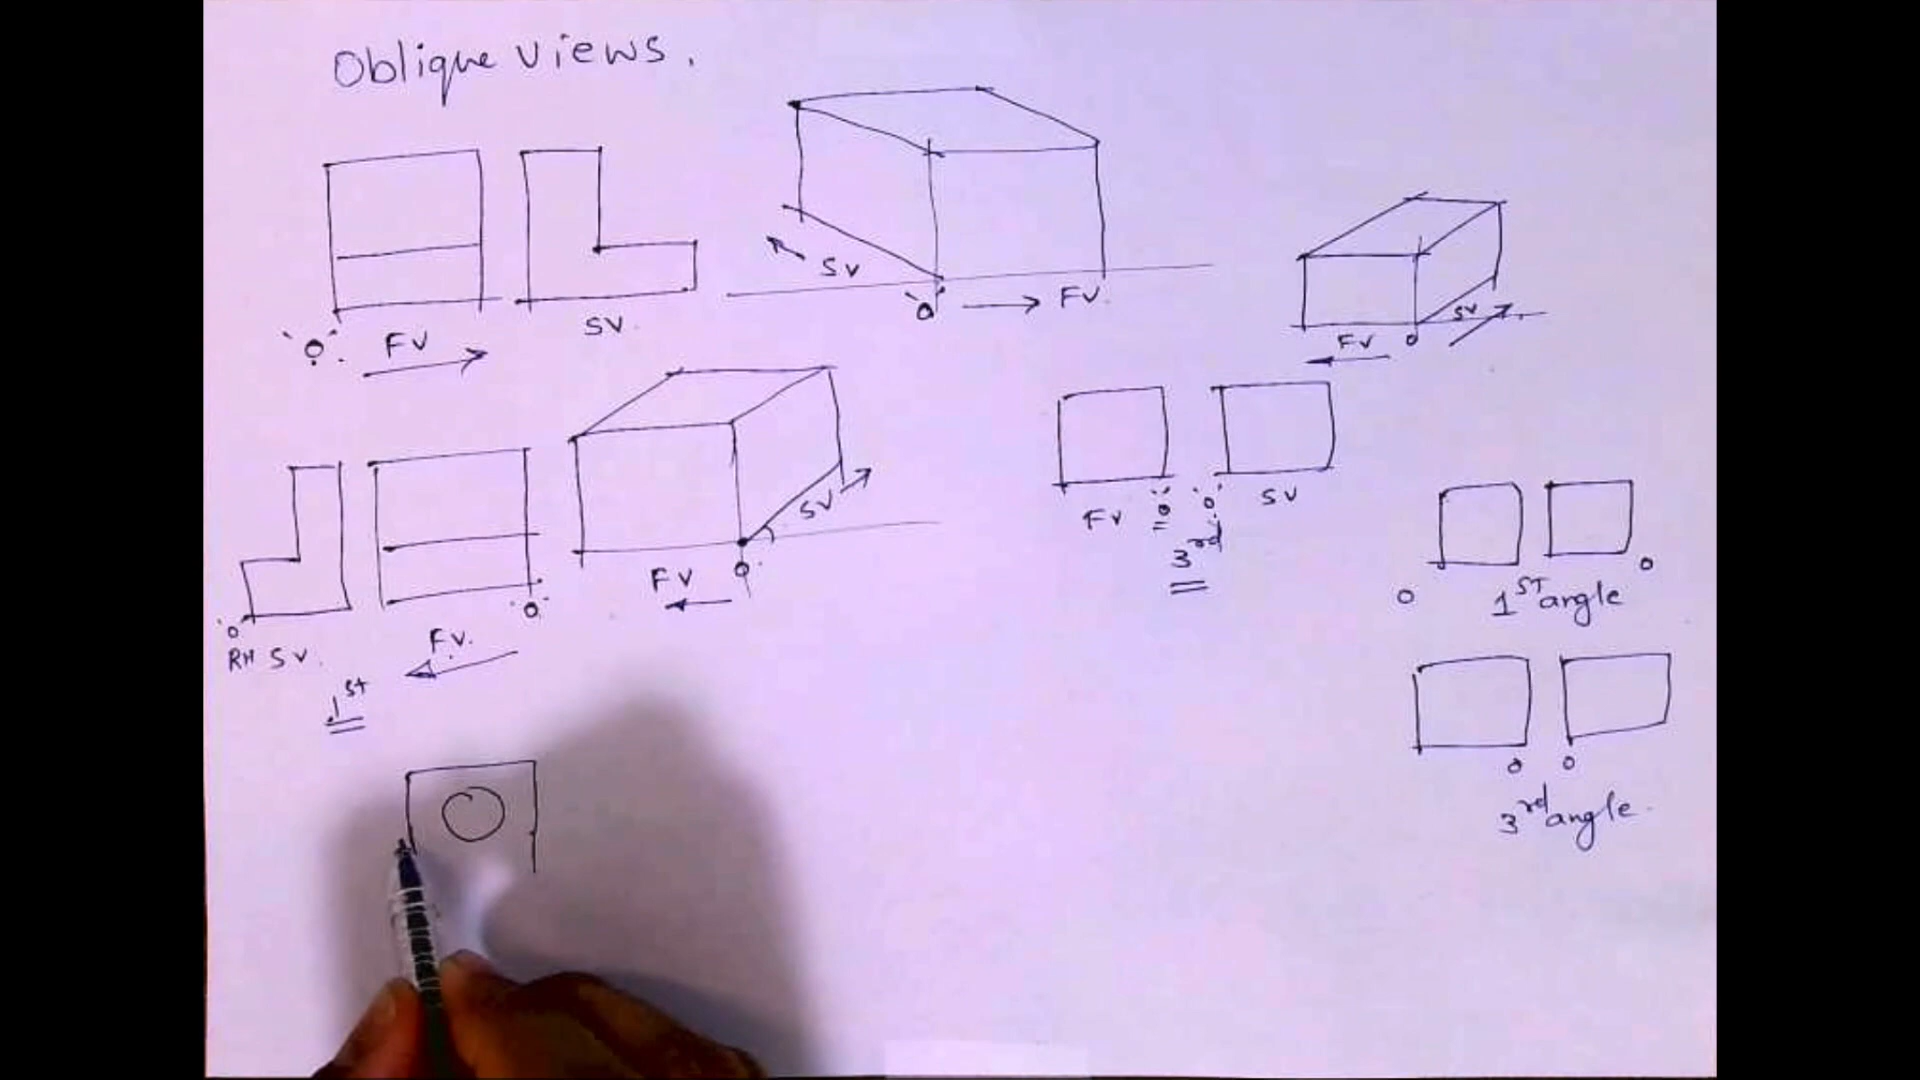 Oblique views.
'O'.
FV
SV
SV
'O'
FV
FV
O
SV
'O'
RH SV.
1st
F.V.
'O'
FV
O
SV
FV
'O'
'O'
SV
3rd
O
O
1ST angle
O
O
3rd angle.